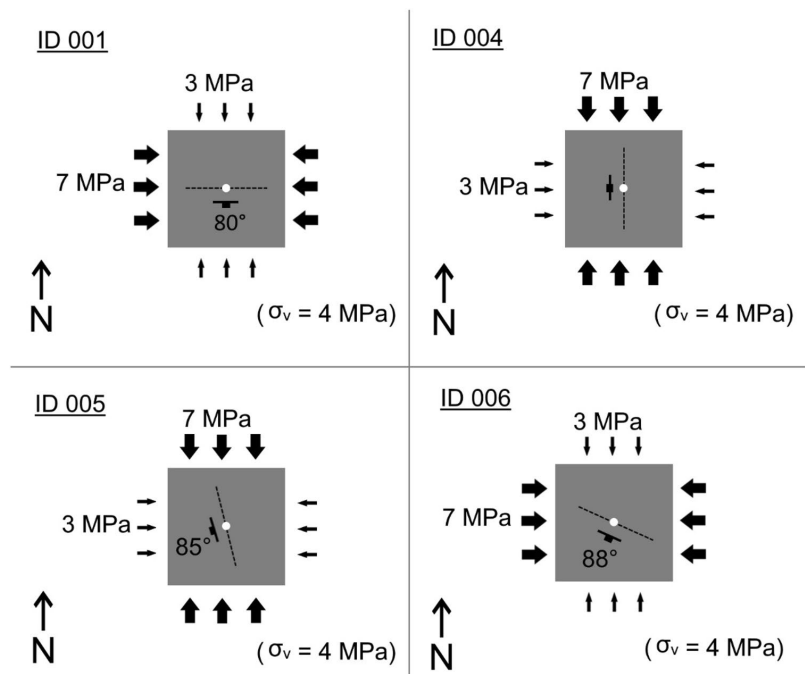 ID 001
3 MPa
7 MPa
80°
N
(σv = 4 MPa)
ID 004
7 MPa
3 MPa
N
(σv = 4 MPa)
ID 005
7 MPa
3 MPa
85°
N
(σv = 4 MPa)
ID 006
3 MPa
7 MPa
88°
N
(σv = 4 MPa)